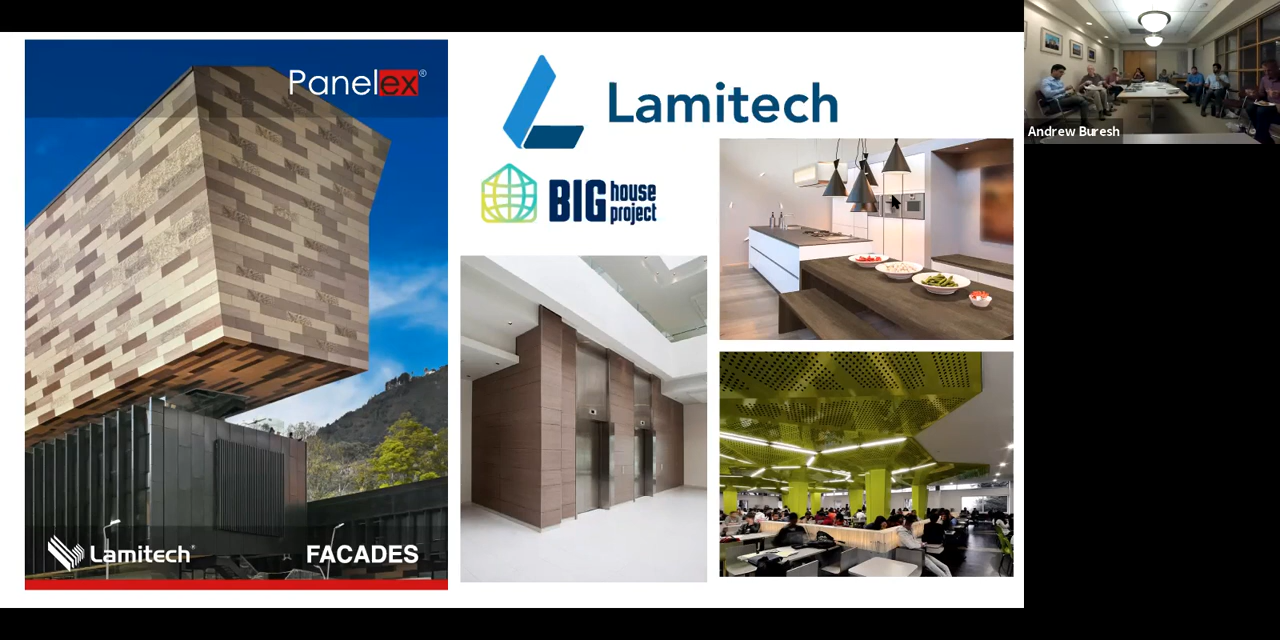 Panelex®
Lamitech®
FACADES
Lamitech
BIG house project
Andrew Buresh